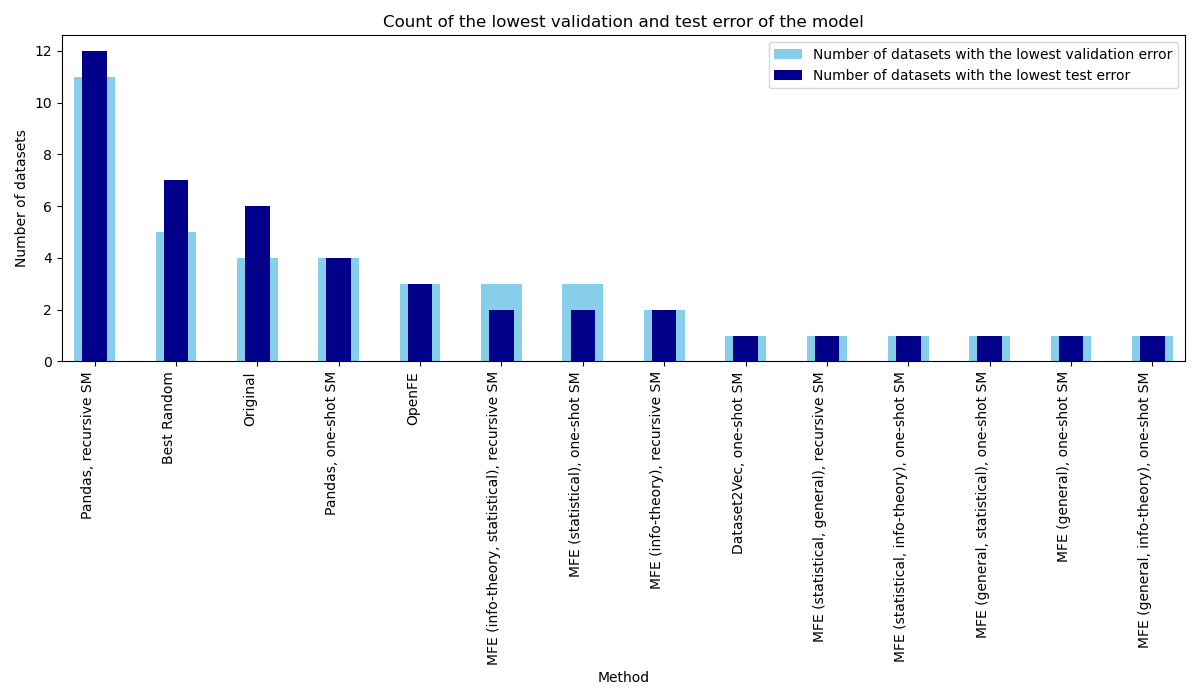 Count of the lowest validation and test error of the model
Number of datasets with the lowest validation error
Number of datasets with the lowest test error
Number of datasets
12
10
8
6
4
2
0
Pandas, recursive SM
Best Random
Original
Pandas, one-shot SM
OpenFE
MFE (info-theory, statistical), recursive SM
MFE (statistical), one-shot SM
MFE (info-theory), recursive SM
Dataset2Vec, one-shot SM
MFE (statistical, general), recursive SM
MFE (statistical, info-theory), one-shot SM
MFE (general, statistical), one-shot SM
MFE (general), one-shot SM
MFE (general, info-theory), one-shot SM
Method